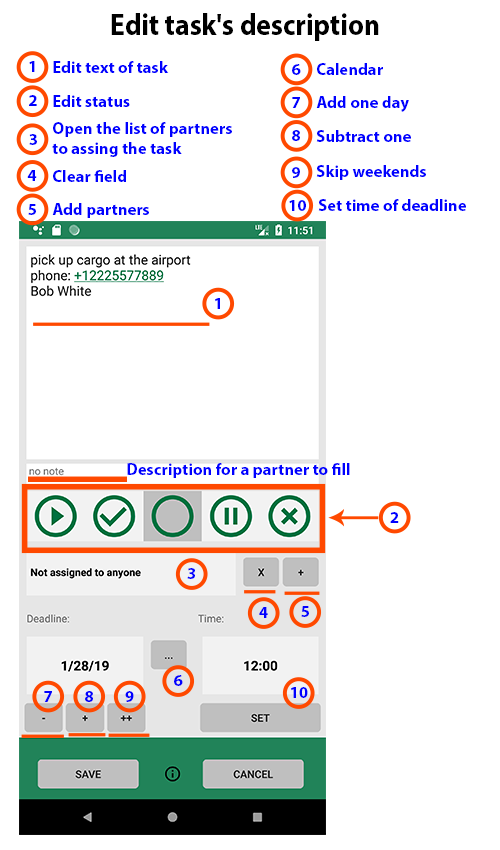 Edit task's description
1 Edit text of task
2 Edit status
3 Open the list of partners
to assing the task
4 Clear field
5 Add partners
6 Calendar
7 Add one day
8 Subtract one
9 Skip weekends
10 Set time of deadline
LTE 11:51
pick up cargo at the airport
phone: +12225577889
Bob White
1
no note
Description for a partner to fill
2
Not assigned to anyone
3
X
+
4
5
Deadline:
Time:
1/28/19
...
12:00
6
7
8
9
10
-
+
++
SET
SAVE
CANCEL